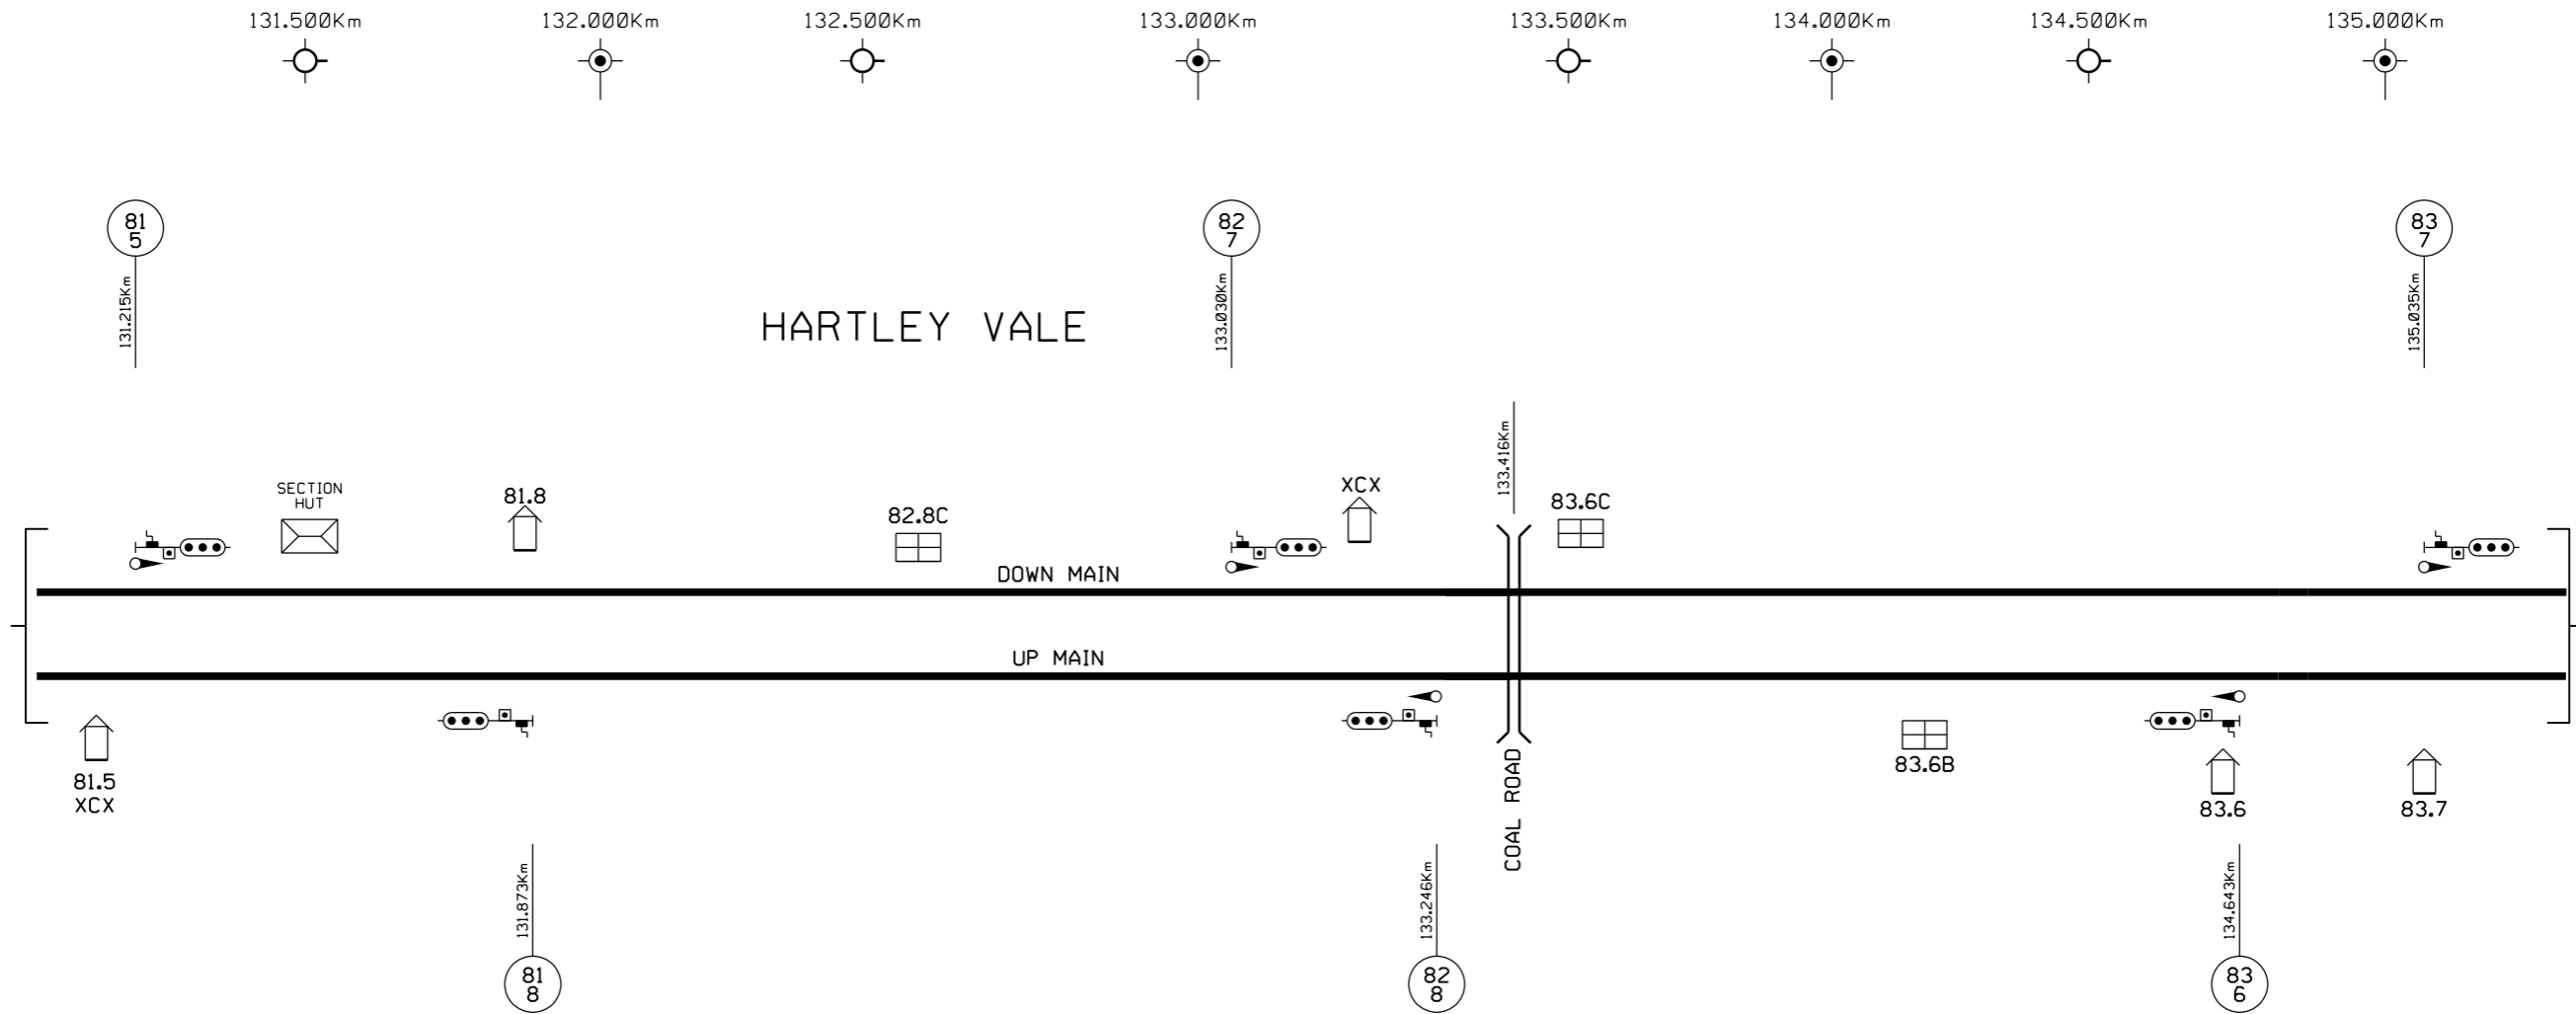 131.500Km 132.000Km 132.500Km 133.000Km 133.500Km 134.000Km 134.500Km 135.000Km
81
5
82
7
83
7
131.215Km
133.030Km
135.035Km
HARTLEY VALE
133.416Km
SECTION
HUT
81.8
82.8C
XCX
83.6C
DOWN MAIN
UP MAIN
81.5
XCX
COAL ROAD
83.6B
83.6
83.7
131.873Km
133.246Km
134.643Km
81
8
82
8
83
6